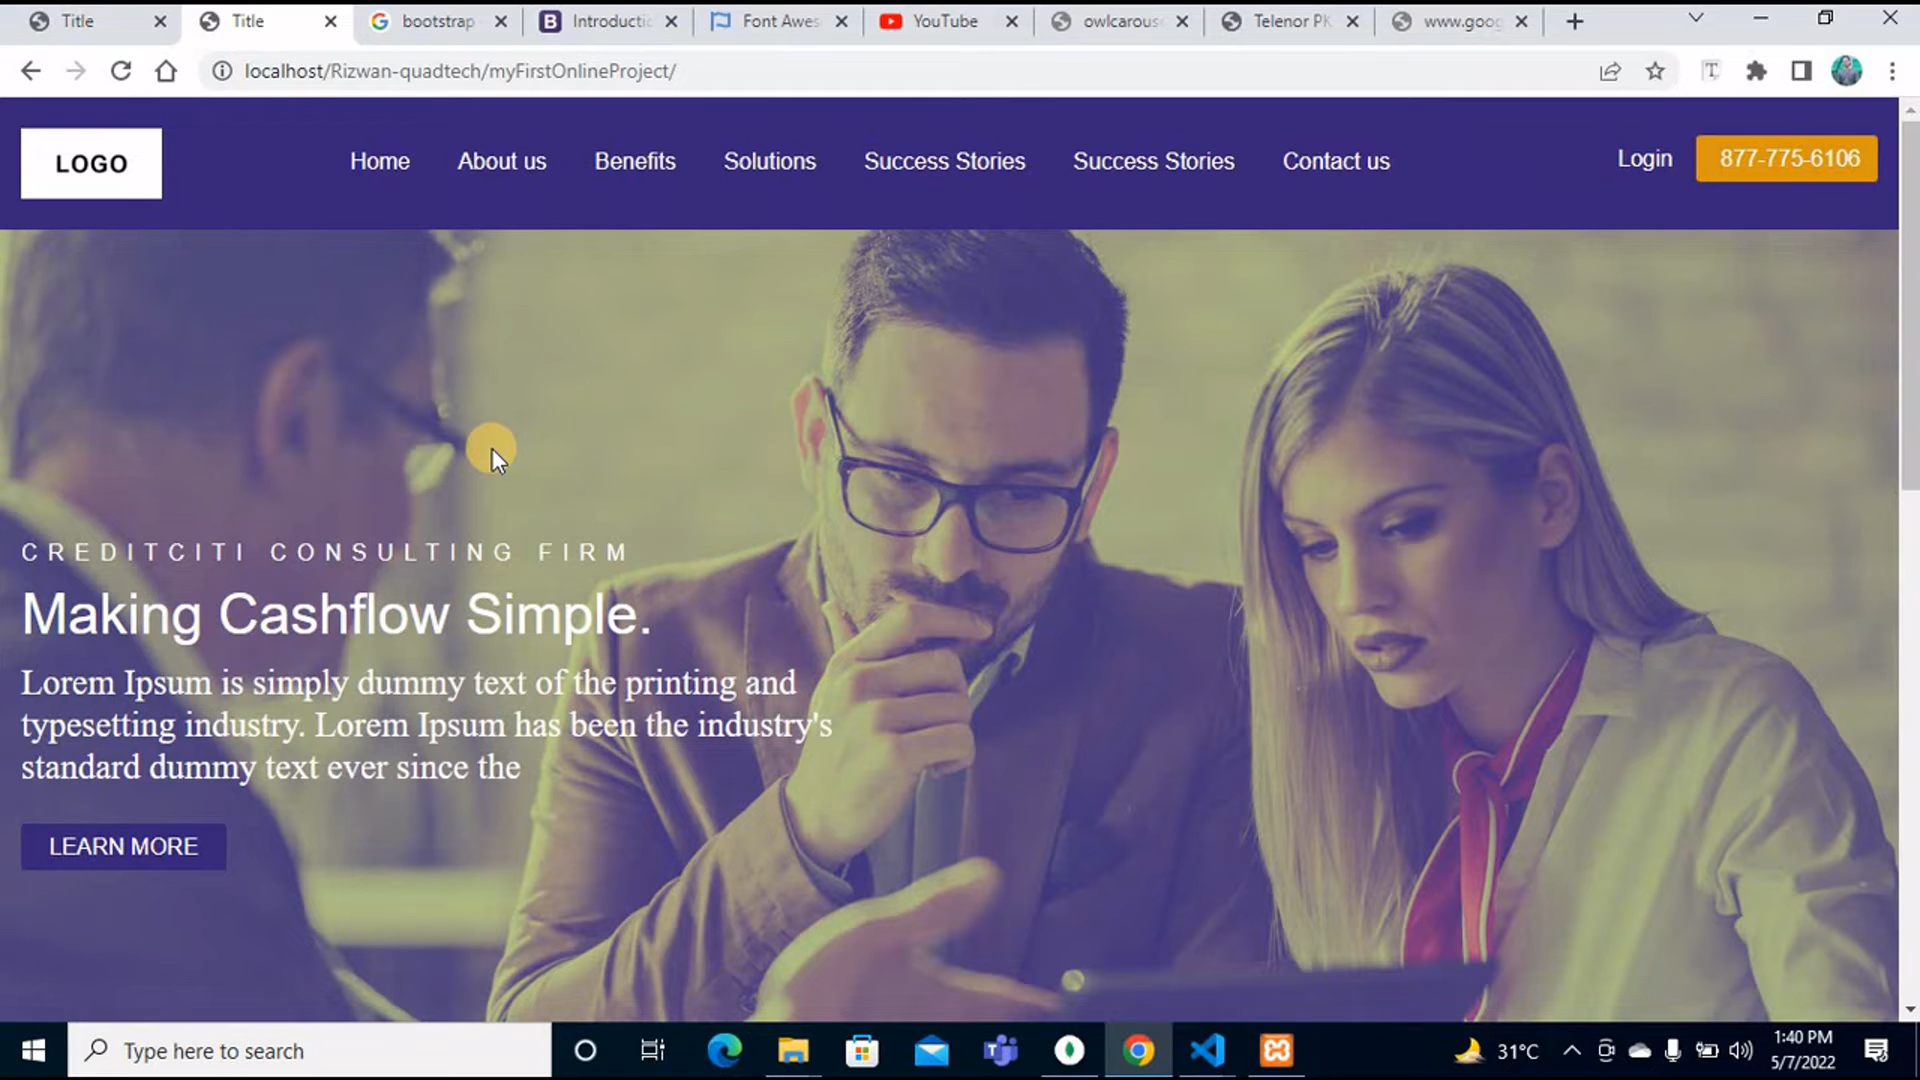 Title
Title
bootstrap
Introductic
Font Awes
YouTube
owlcarous
Telenor PK
www.goog
localhost/Rizwan-quadtech/myFirstOnlineProject/
LOGO
Home
About us
Benefits
Solutions
Success Stories
Success Stories
Contact us
Login
877-775-6106
CREDITCITI CONSULTING FIRM
Making Cashflow Simple.
Lorem Ipsum is simply dummy text of the printing and
typesetting industry. Lorem Ipsum has been the industry's
standard dummy text ever since the
LEARN MORE
Type here to search
31°C
1:40 PM
5/7/2022